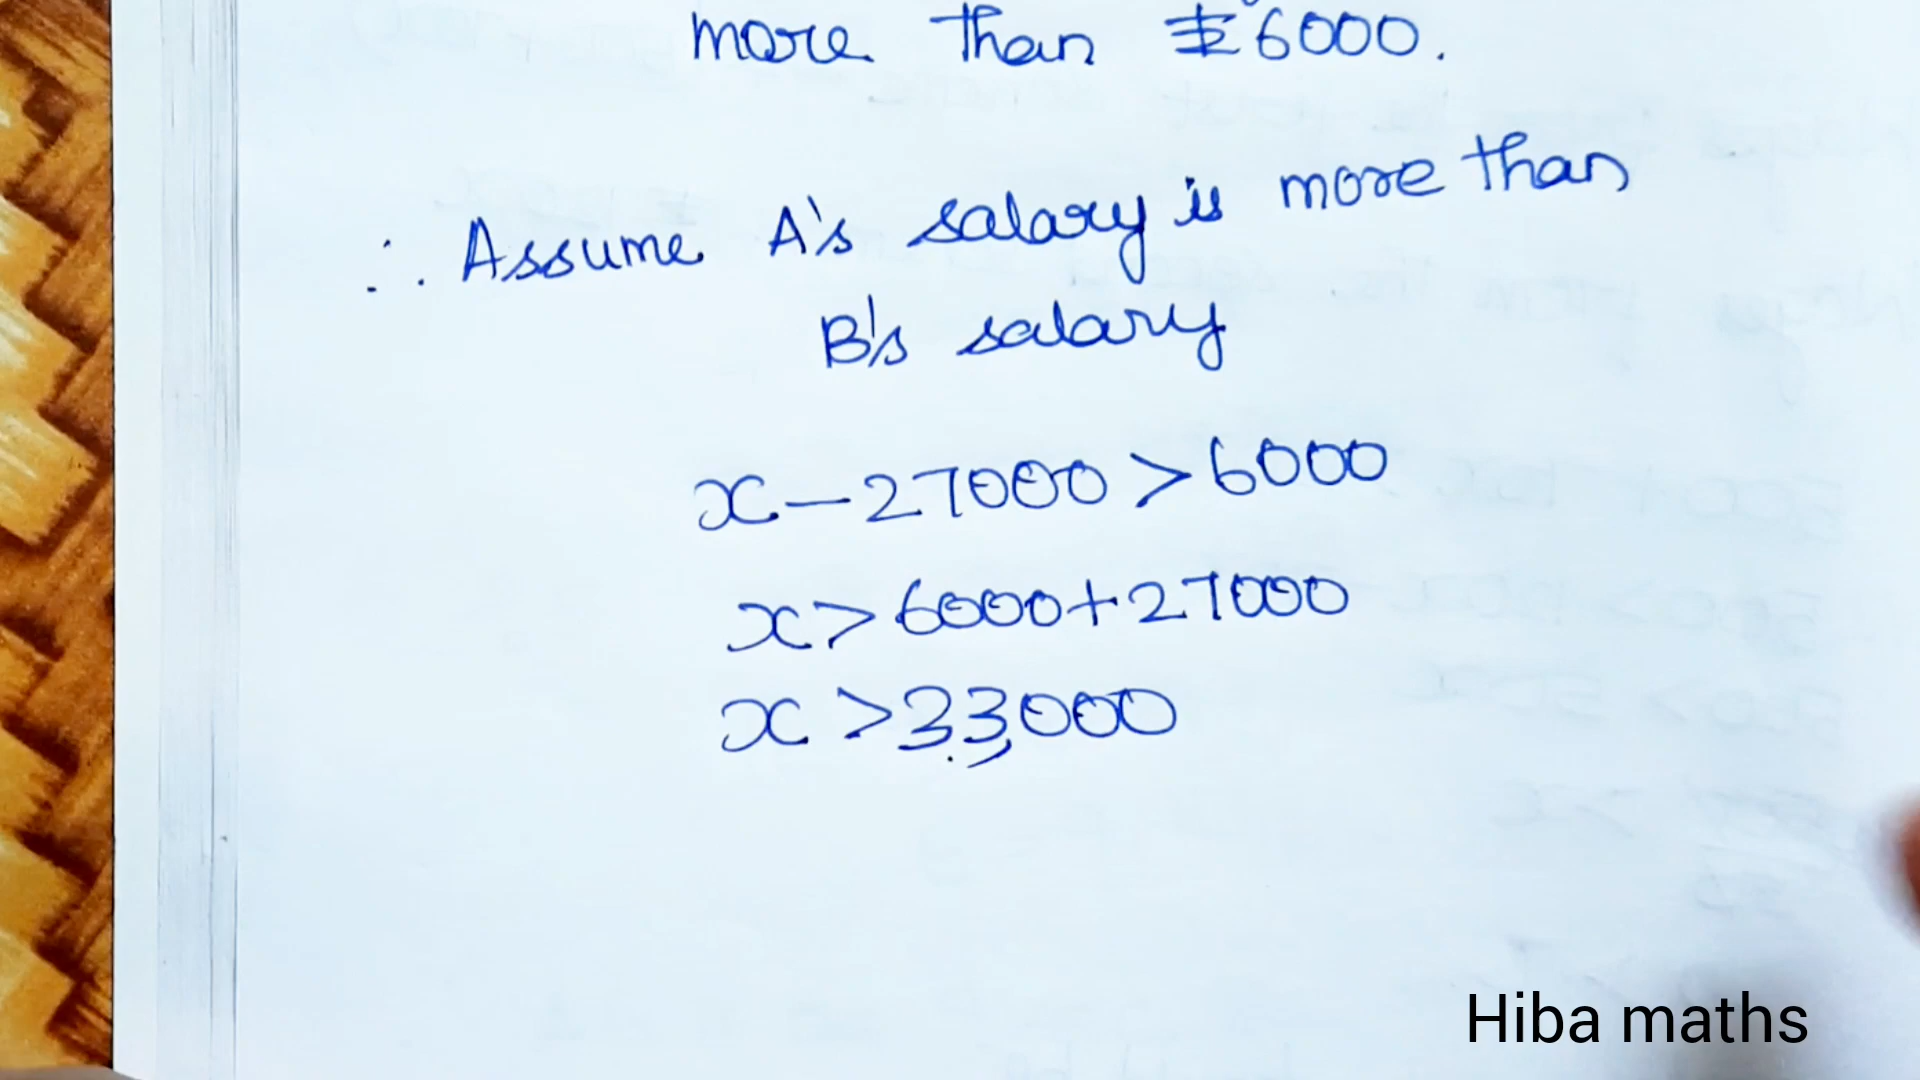 more than ₹6000.
∴ Assume A's salary is more than
B's salary
x-27000>6000
x>6000+27000
x>33,000
Hiba maths